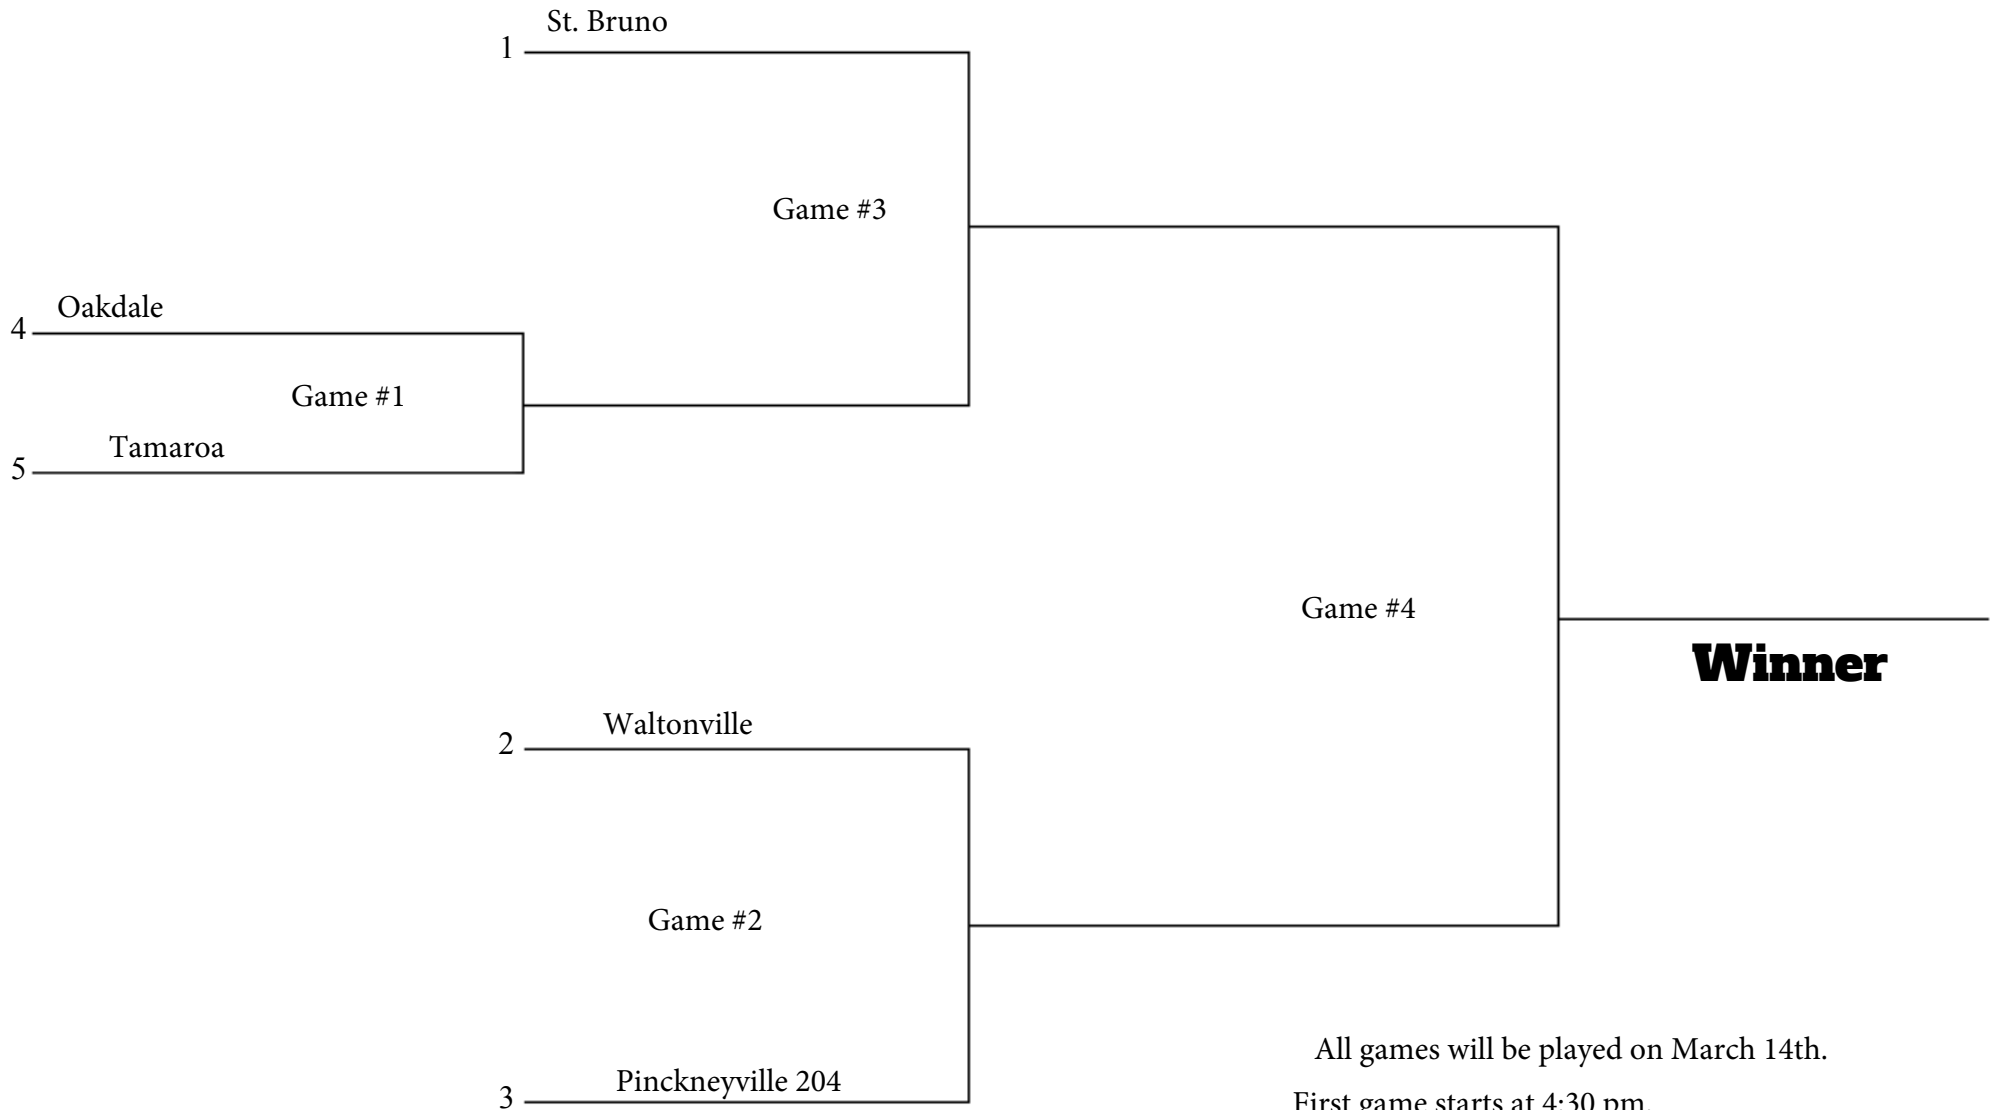 St. Bruno
1
Game #3
Oakdale
4
Game #1
Tamaroa
5
Game #4
Winner
Waltonville
2
Game #2
Pinckneyville 204
3
All games will be played on March 14th.
First game starts at 4:30 pm.